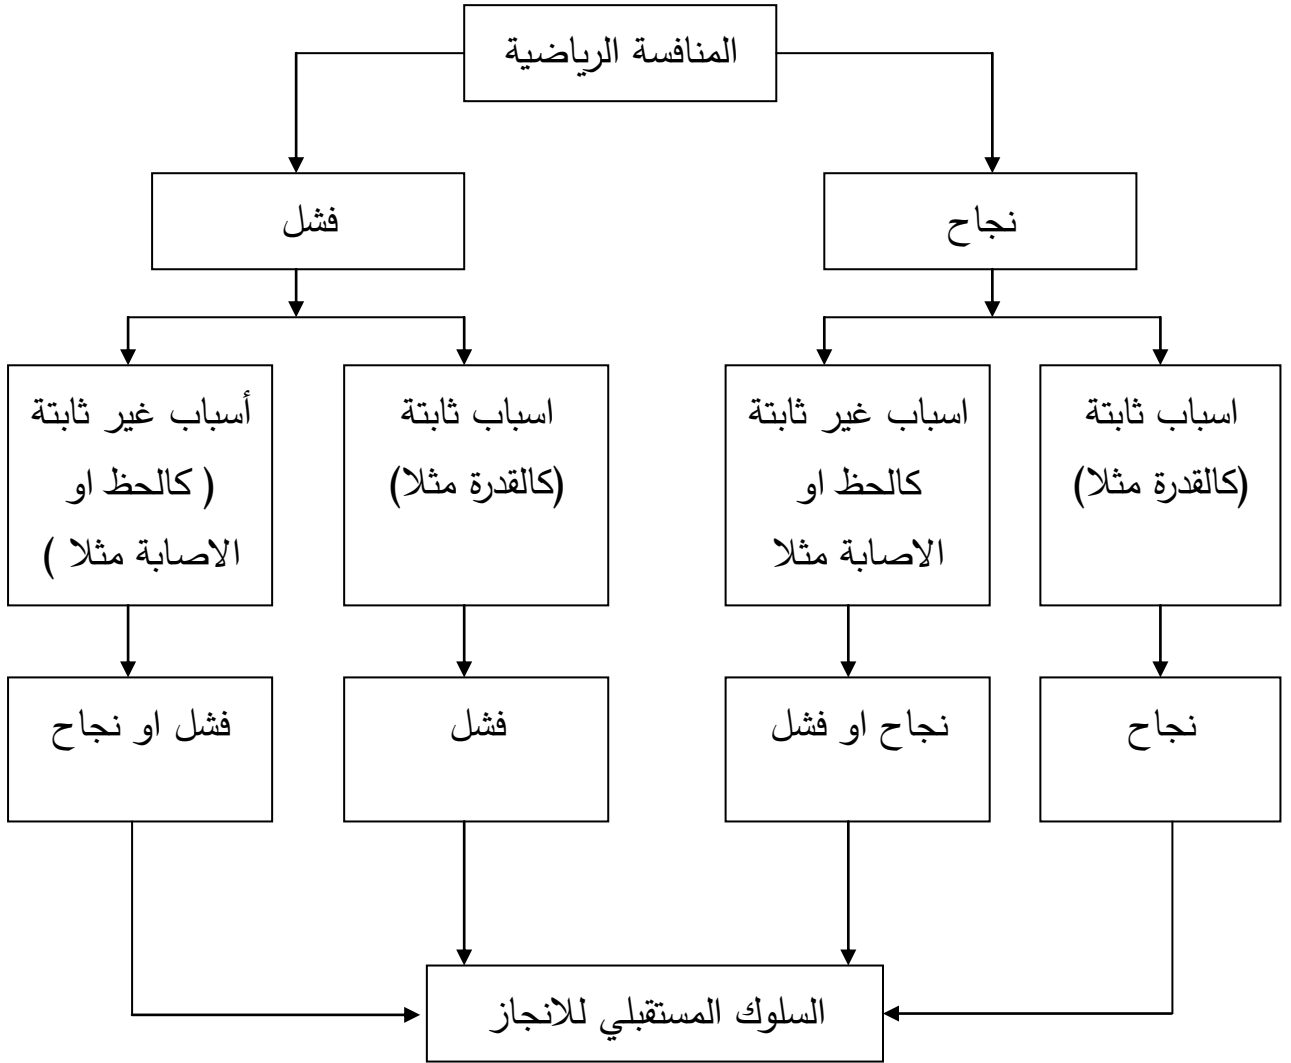 المنافسة الرياضية
نجاح
فشل
اسباب ثابتة
(كالقدرة مثلا)
اسباب غير ثابتة
كالحظ او
الاصابة مثلا
اسباب ثابتة
(كالقدرة مثلا)
أسباب غير ثابتة
( كالحظ او
الاصابة مثلا )
نجاح
نجاح او فشل
فشل
فشل او نجاح
السلوك المستقبلي للانجاز